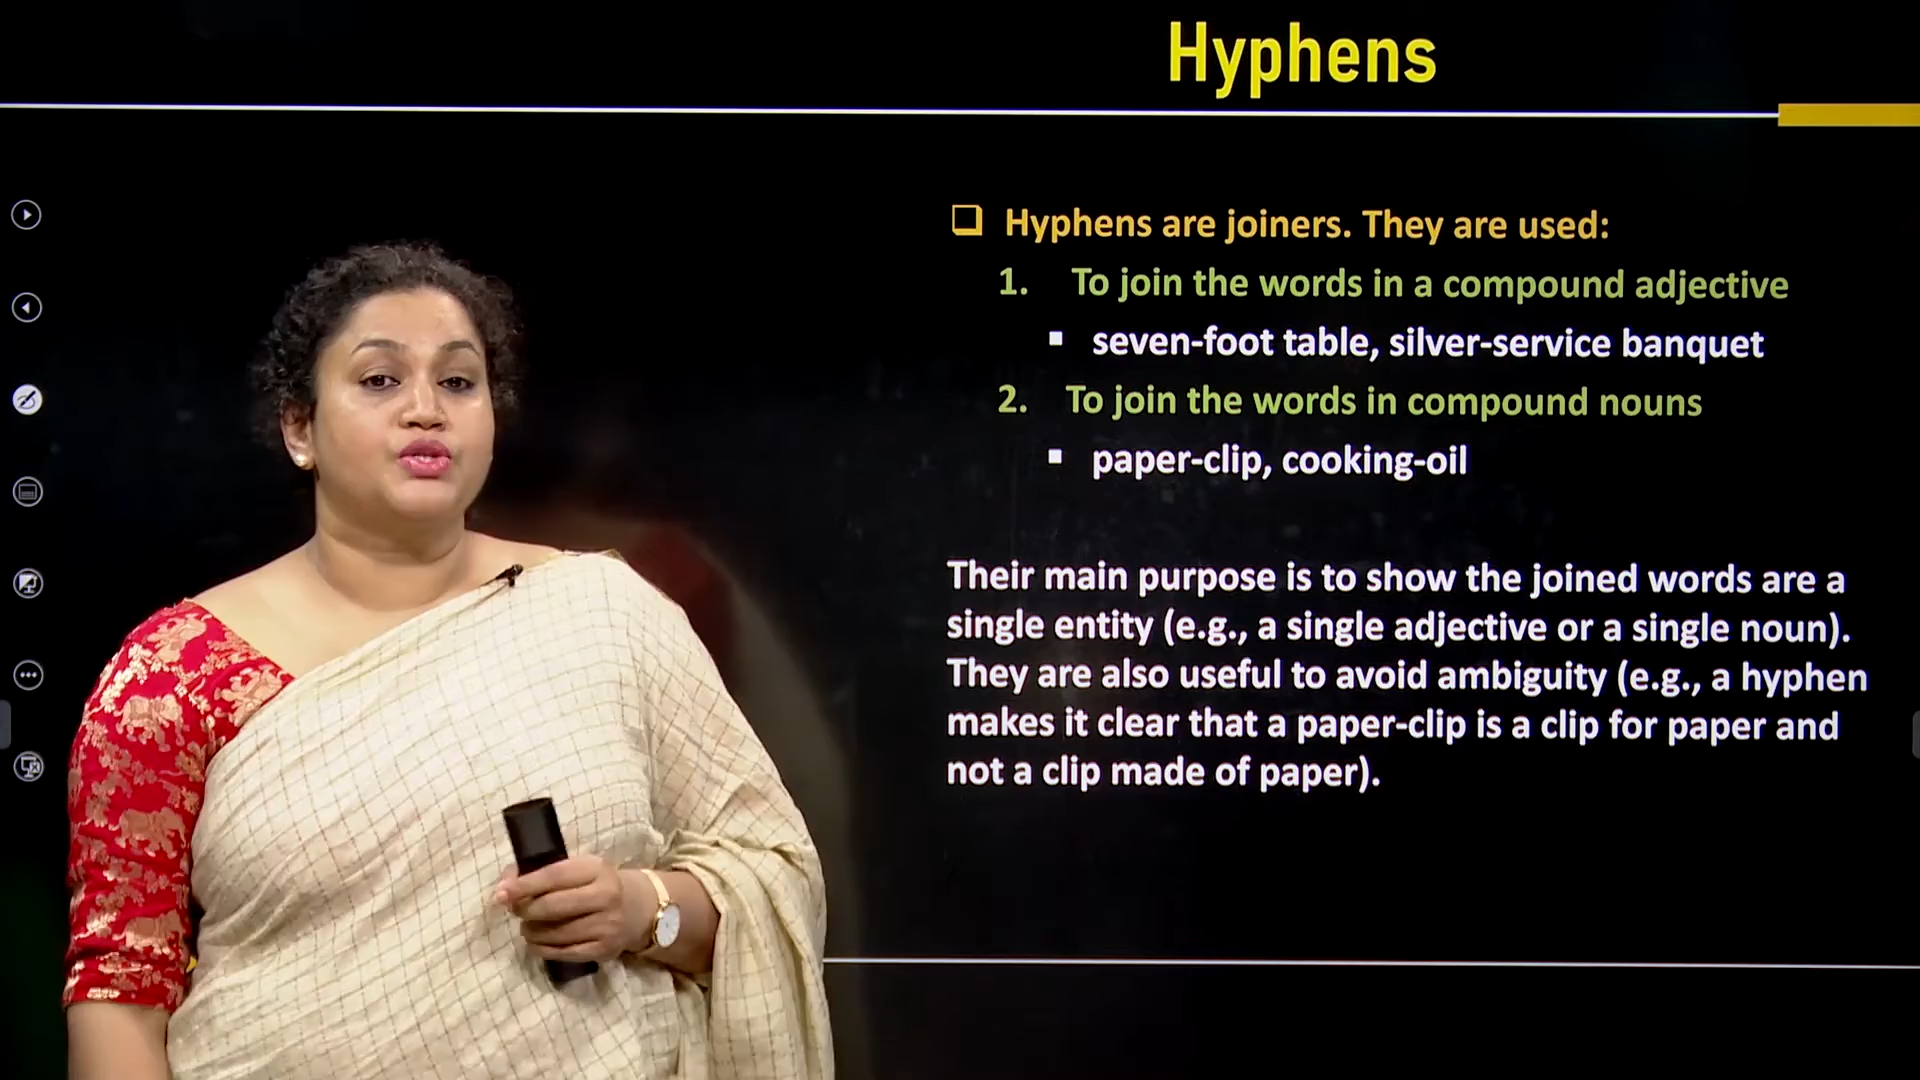 Hyphens
❑ Hyphens are joiners. They are used:
1. To join the words in a compound adjective
▪ seven-foot table, silver-service banquet
2. To join the words in compound nouns
▪ paper-clip, cooking-oil
Their main purpose is to show the joined words are a
single entity (e.g., a single adjective or a single noun).
They are also useful to avoid ambiguity (e.g., a hyphen
makes it clear that a paper-clip is a clip for paper and
not a clip made of paper).